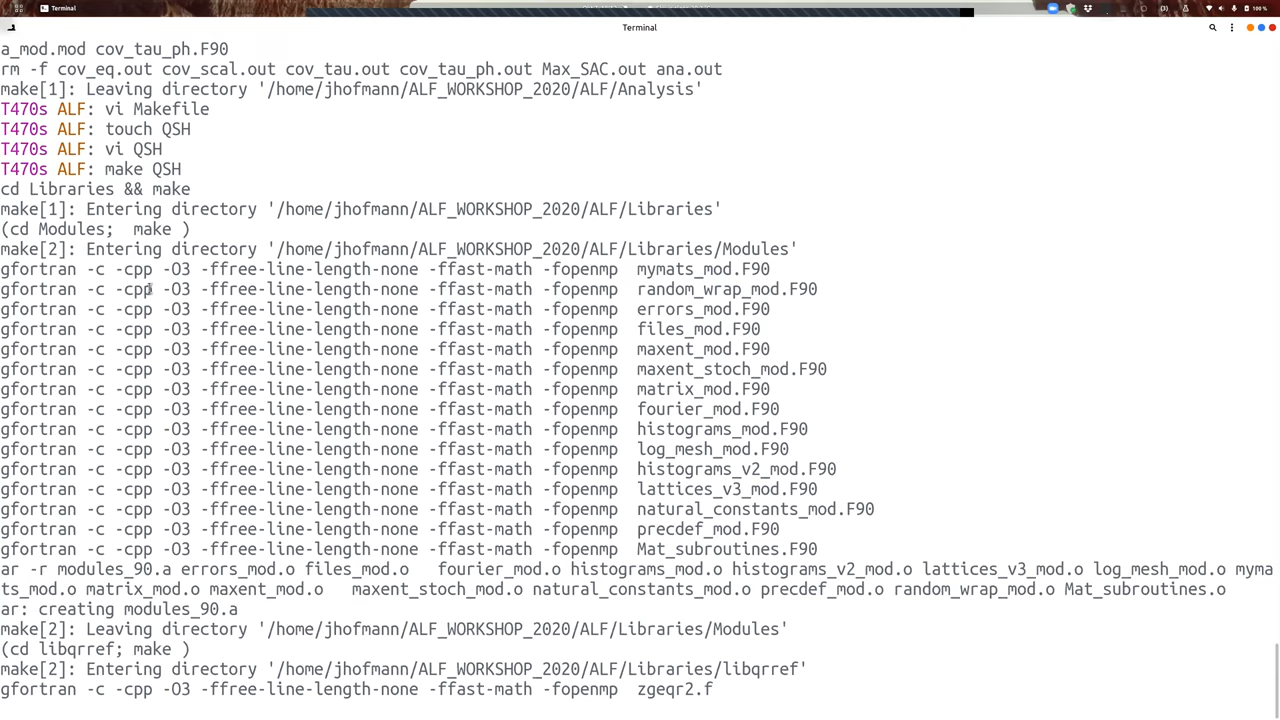 Terminal
100 %
Terminal
a_mod.mod cov_tau_ph.F90
rm -f cov_eq.out cov_scal.out cov_tau.out cov_tau_ph.out Max_SAC.out ana.out
make[1]: Leaving directory '/home/jhofmann/ALF_WORKSHOP_2020/ALF/Analysis'
T470s ALF: vi Makefile
T470s ALF: touch QSH
T470s ALF: vi QSH
T470s ALF: make QSH
cd Libraries && make
make[1]: Entering directory '/home/jhofmann/ALF_WORKSHOP_2020/ALF/Libraries'
(cd Modules;  make )
make[2]: Entering directory '/home/jhofmann/ALF_WORKSHOP_2020/ALF/Libraries/Modules'
gfortran -c -cpp -O3 -ffree-line-length-none -ffast-math -fopenmp  mymats_mod.F90
gfortran -c -cpp -O3 -ffree-line-length-none -ffast-math -fopenmp  random_wrap_mod.F90
gfortran -c -cpp -O3 -ffree-line-length-none -ffast-math -fopenmp  errors_mod.F90
gfortran -c -cpp -O3 -ffree-line-length-none -ffast-math -fopenmp  files_mod.F90
gfortran -c -cpp -O3 -ffree-line-length-none -ffast-math -fopenmp  maxent_mod.F90
gfortran -c -cpp -O3 -ffree-line-length-none -ffast-math -fopenmp  maxent_stoch_mod.F90
gfortran -c -cpp -O3 -ffree-line-length-none -ffast-math -fopenmp  matrix_mod.F90
gfortran -c -cpp -O3 -ffree-line-length-none -ffast-math -fopenmp  fourier_mod.F90
gfortran -c -cpp -O3 -ffree-line-length-none -ffast-math -fopenmp  histograms_mod.F90
gfortran -c -cpp -O3 -ffree-line-length-none -ffast-math -fopenmp  log_mesh_mod.F90
gfortran -c -cpp -O3 -ffree-line-length-none -ffast-math -fopenmp  histograms_v2_mod.F90
gfortran -c -cpp -O3 -ffree-line-length-none -ffast-math -fopenmp  lattices_v3_mod.F90
gfortran -c -cpp -O3 -ffree-line-length-none -ffast-math -fopenmp  natural_constants_mod.F90
gfortran -c -cpp -O3 -ffree-line-length-none -ffast-math -fopenmp  precdef_mod.F90
gfortran -c -cpp -O3 -ffree-line-length-none -ffast-math -fopenmp  Mat_subroutines.F90
ar -r modules_90.a errors_mod.o files_mod.o   fourier_mod.o histograms_mod.o histograms_v2_mod.o lattices_v3_mod.o log_mesh_mod.o myma
ts_mod.o matrix_mod.o maxent_mod.o   maxent_stoch_mod.o natural_constants_mod.o precdef_mod.o random_wrap_mod.o Mat_subroutines.o
ar: creating modules_90.a
make[2]: Leaving directory '/home/jhofmann/ALF_WORKSHOP_2020/ALF/Libraries/Modules'
(cd libqrref; make )
make[2]: Entering directory '/home/jhofmann/ALF_WORKSHOP_2020/ALF/Libraries/libqrref'
gfortran -c -cpp -O3 -ffree-line-length-none -ffast-math -fopenmp  zgeqr2.f